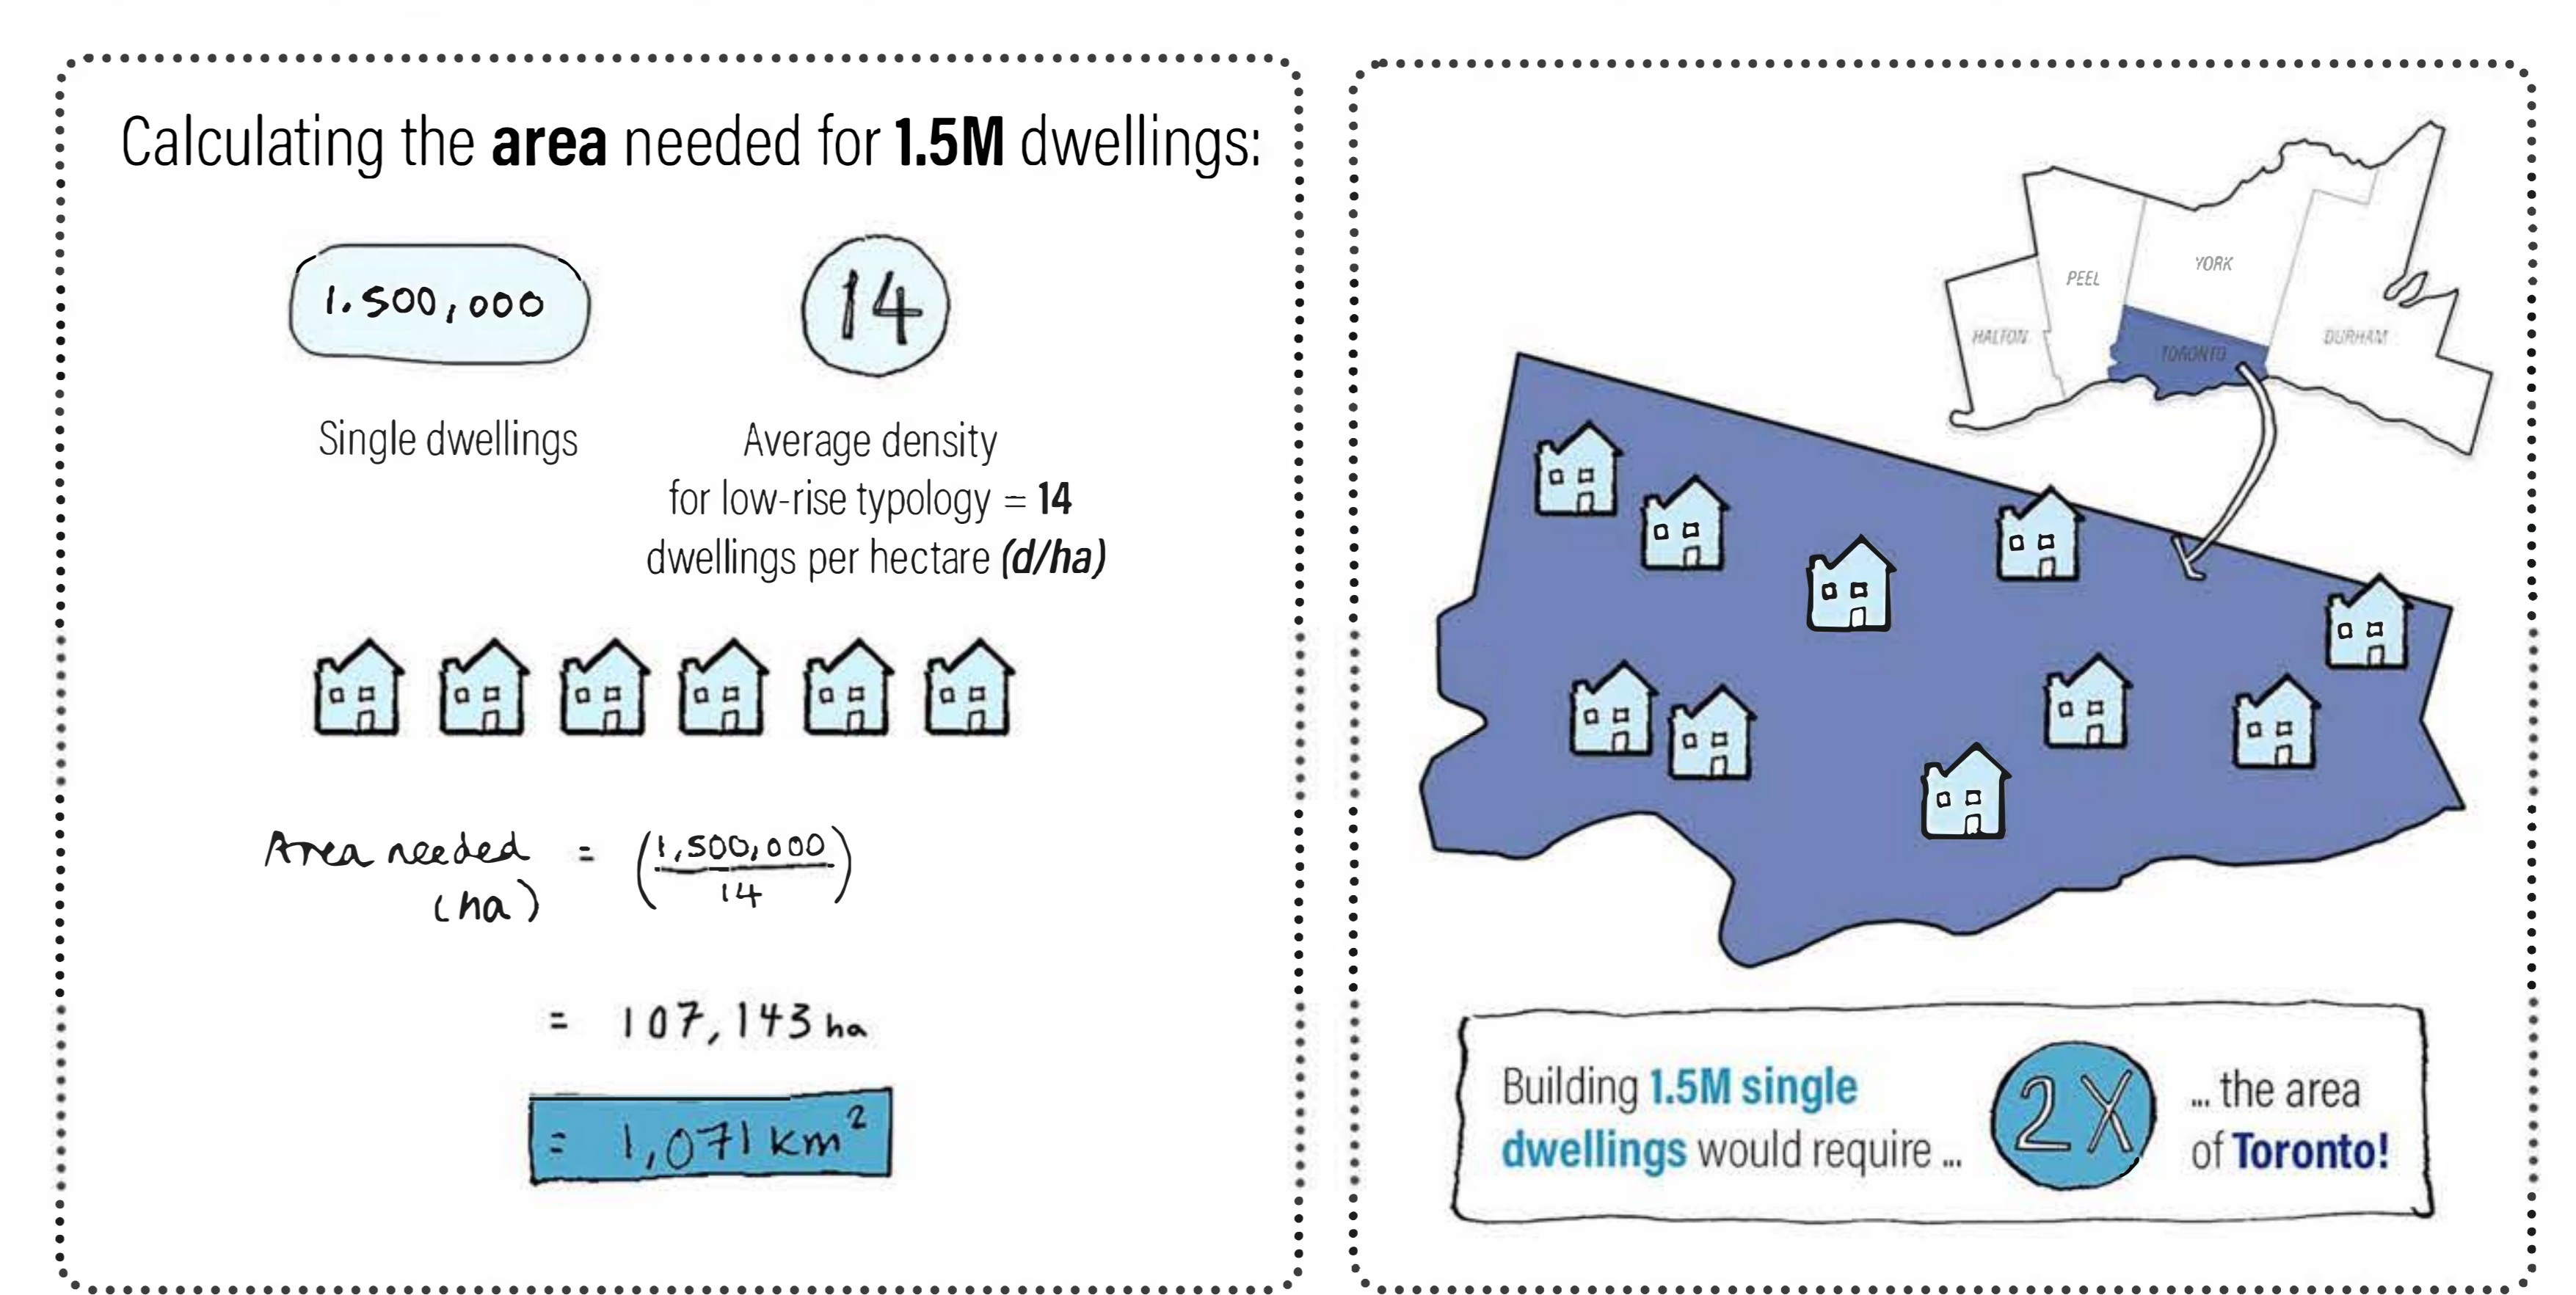 Calculating the area needed for 1.5M dwellings:
1.500,000
14
Single dwellings
Average density
for low-rise typology = 14
dwellings per hectare (d/ha)
Area needed = (1,500,000
14)
(ha)
= 107,143 ha
= 1,071 km²
PEEL
YORK
HALTON
TORONTO
DURHAM
Building 1.5M single
dwellings would require ...
2X
... the area
of Toronto!